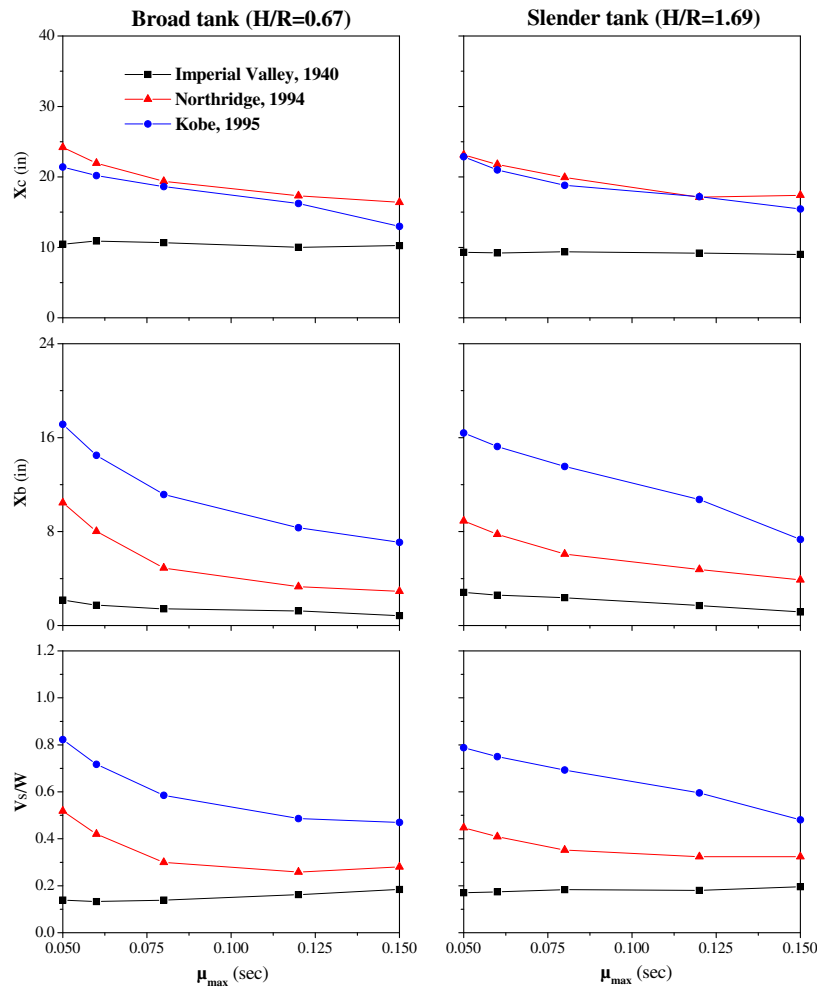 Broad tank (H/R=0.67)
Slender tank (H/R=1.69)
40
30
20
10
0
Xc (in)
Imperial Valley, 1940
Northridge, 1994
Kobe, 1995
24
16
8
0
Xb (in)
1.2
1.0
0.8
0.6
0.4
0.2
0.0
Vs/W
0.050 0.075 0.100 0.125 0.150
μmax (sec)
0.050 0.075 0.100 0.125 0.150
μmax (sec)